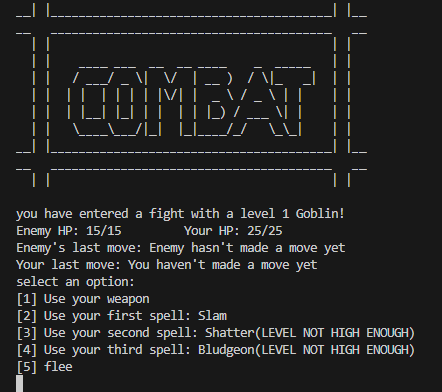 COMBAT
you have entered a fight with a level 1 Goblin!
Enemy HP: 15/15 Your HP: 25/25
Enemy's last move: Enemy hasn't made a move yet
Your last move: You haven't made a move yet
select an option:
[1] Use your weapon
[2] Use your first spell: Slam
[3] Use your second spell: Shatter(LEVEL NOT HIGH ENOUGH)
[4] Use your third spell: Bludgeon(LEVEL NOT HIGH ENOUGH)
[5] flee